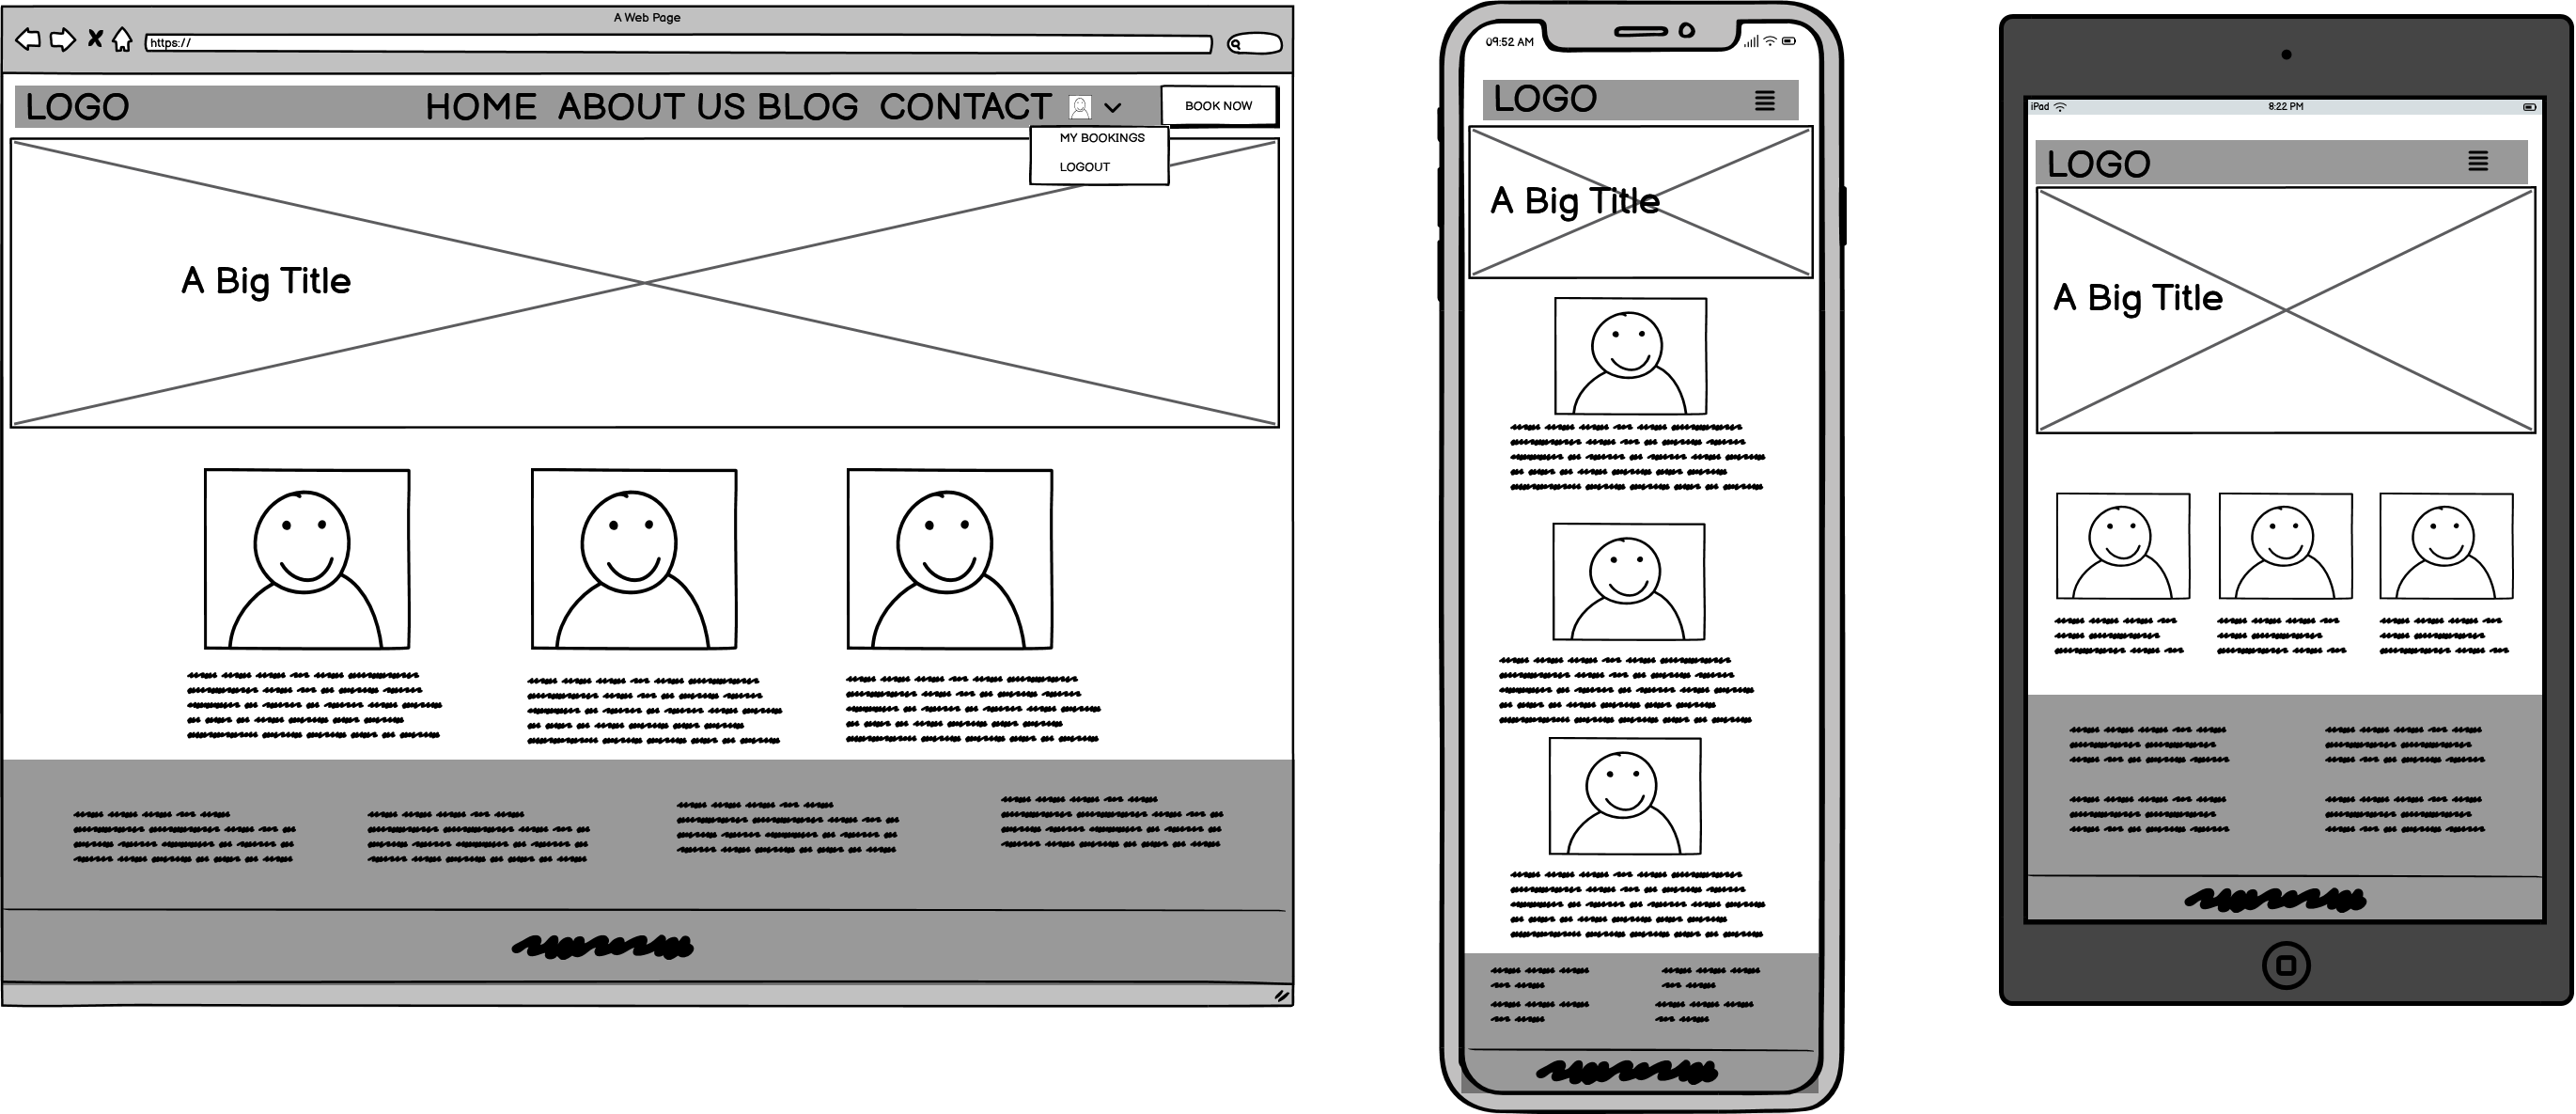 A Web Page
https://
LOGO HOME ABOUT US BLOG CONTACT BOOK NOW
MY BOOKINGS
LOGOUT
A Big Title
09:52 AM
LOGO
A Big Title
iPad 8:22 PM
LOGO
A Big Title